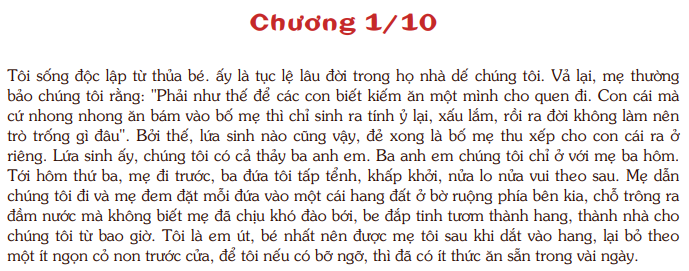 Chương 1/10
Tôi sống độc lập từ thủa bé. ấy là tục lệ lâu đời trong họ nhà dế chúng tôi. Vả lại, mẹ thường
bảo chúng tôi rằng: "Phải như thế để các con biết kiếm ăn một mình cho quen đi. Con cái mà
cứ nhong nhong ăn bám vào bố mẹ thì chỉ sinh ra tính ỷ lại, xấu lắm, rồi ra đời không làm nên
trò trống gì đâu". Bởi thế, lứa sinh nào cũng vậy, đẻ xong là bố mẹ thu xếp cho con cái ra ở
riêng. Lứa sinh ấy, chúng tôi có cả thảy ba anh em. Ba anh em chúng tôi chỉ ở với mẹ ba hôm.
Tới hôm thứ ba, mẹ đi trước, ba đứa tôi tấp tểnh, khấp khởi, nửa lo nửa vui theo sau. Mẹ dẫn
chúng tôi đi và mẹ đem đặt mỗi đứa vào một cái hang đất ở bờ ruộng phía bên kia, chỗ trông ra
đầm nước mà không biết mẹ đã chịu khó đào bới, be đắp tinh tươm thành hang, thành nhà cho
chúng tôi từ bao giờ. Tôi là em út, bé nhất nên được mẹ tôi sau khi dắt vào hang, lại bỏ theo
một ít ngọn cỏ non trước cửa, để tôi nếu có bỡ ngỡ, thì đã có ít thức ăn sẵn trong vài ngày.